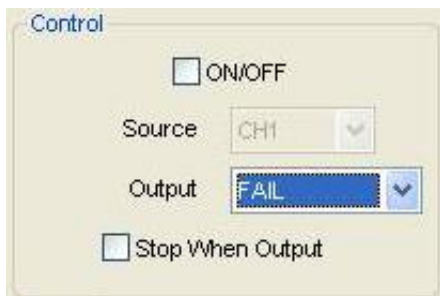 Control
ON/OFF
Source CH1
Output FAIL
Stop When Output